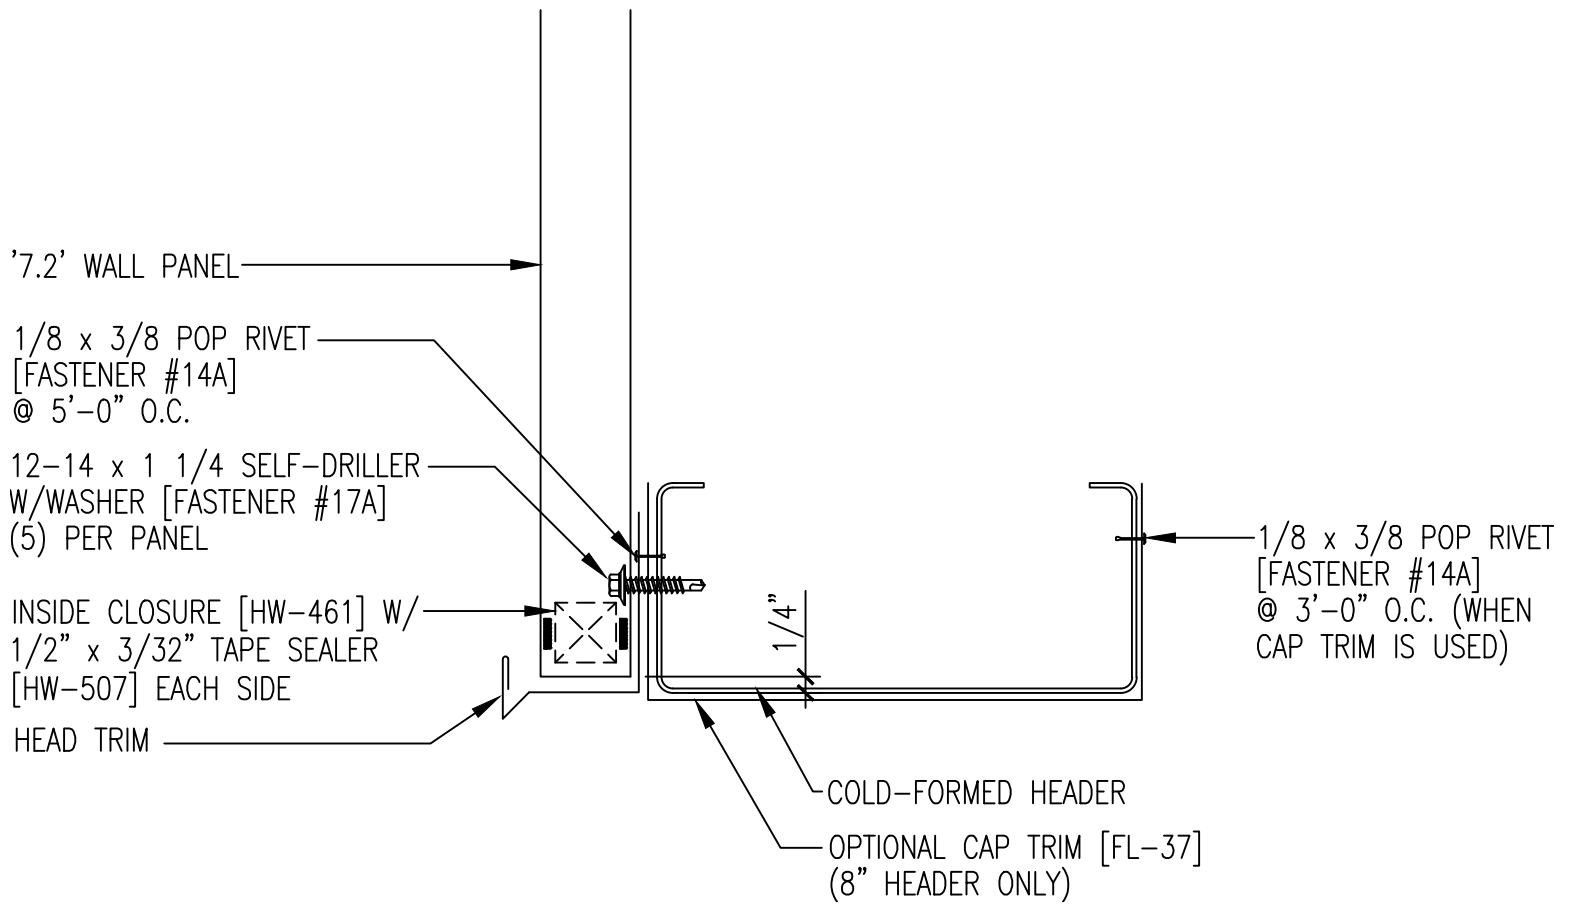 '7.2' WALL PANEL
1/8 x 3/8 POP RIVET
[FASTENER #14A]
@ 5'-0" O.C.
12-14 x 1 1/4 SELF-DRILLER
W/WASHER [FASTENER #17A]
(5) PER PANEL
INSIDE CLOSURE [HW-461] W/
1/2" x 3/32" TAPE SEALER
[HW-507] EACH SIDE
HEAD TRIM
1/4"
1/8 x 3/8 POP RIVET
[FASTENER #14A]
@ 3'-0" O.C. (WHEN
CAP TRIM IS USED)
COLD-FORMED HEADER
OPTIONAL CAP TRIM [FL-37]
(8" HEADER ONLY)